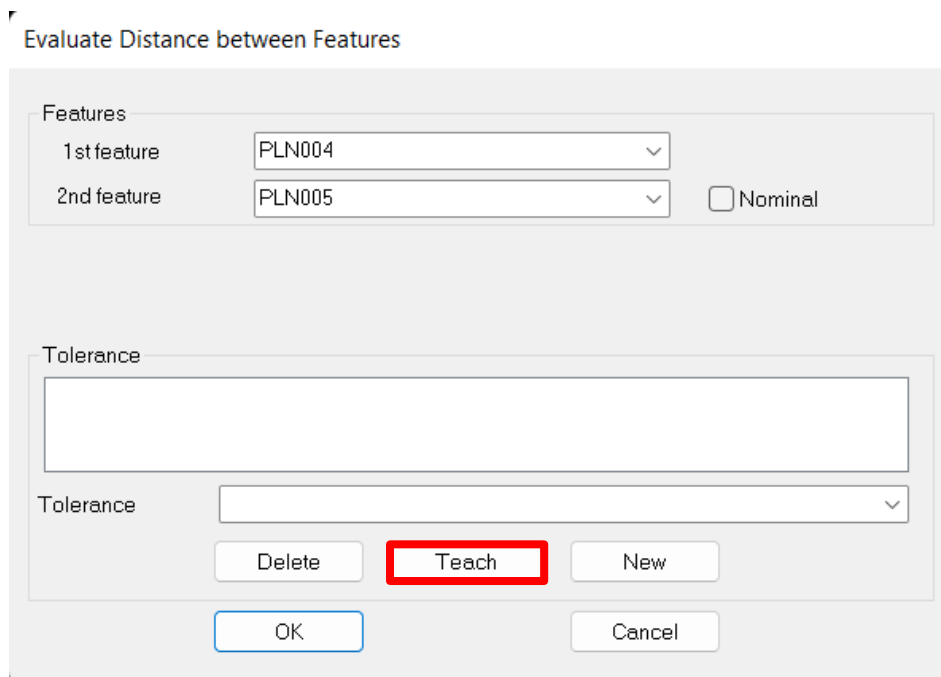 Evaluate Distance between Features
Features
1st feature PLN004
2nd feature PLN005 Nominal
Tolerance
Tolerance
Delete Teach New
OK Cancel